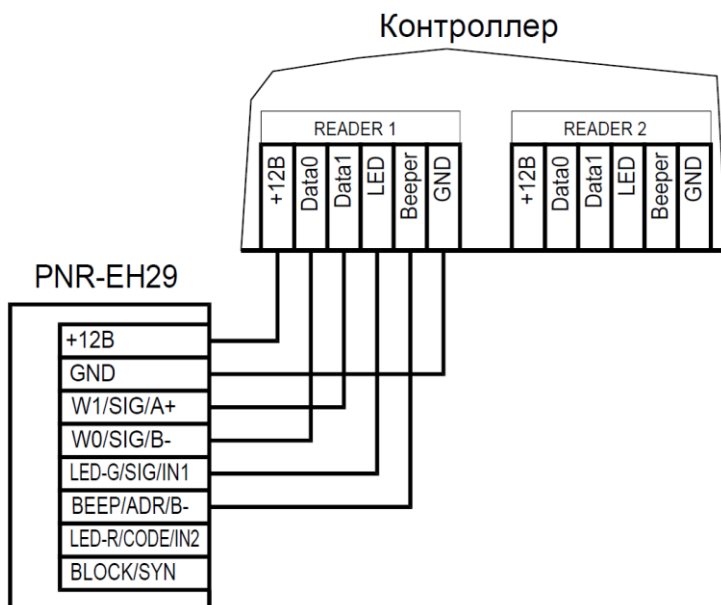 Контроллер
READER 1
READER 2
+12В
Data0
Data1
LED
Beeper
GND
+12В
Data0
Data1
LED
Beeper
GND
PNR-EH29
+12В
GND
W1/SIG/A+
W0/SIG/B-
LED-G/SIG/IN1
BEEP/ADR/B-
LED-R/CODE/IN2
BLOCK/SYN